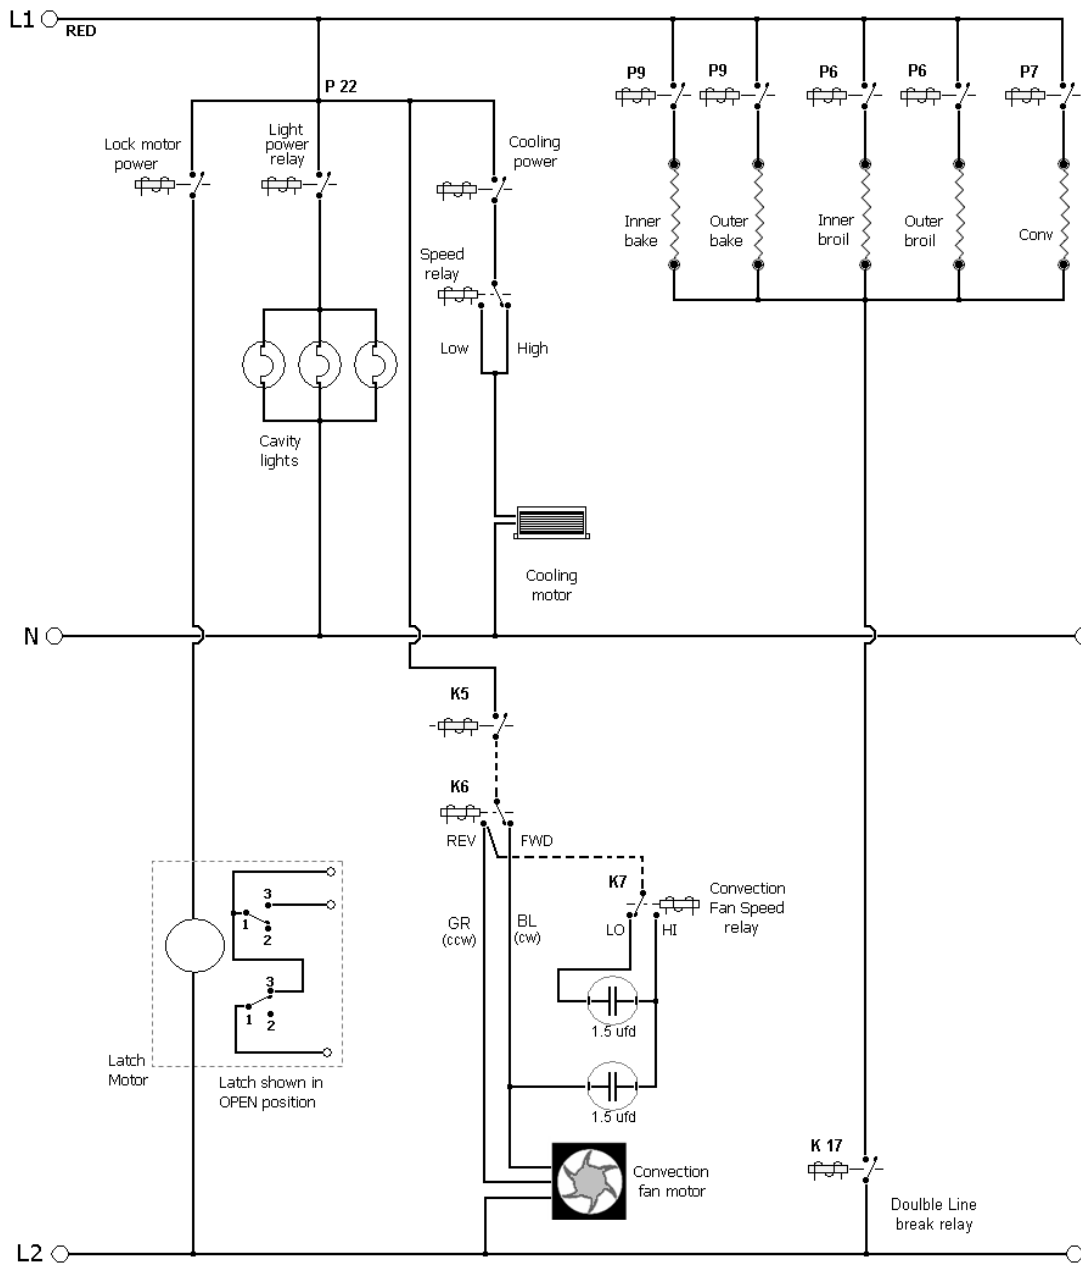 L1
RED
P 22
P9
P9
P6
P6
P7
Lock motor
power
Light
power
relay
Cooling
power
Inner
bake
Outer
bake
Inner
broil
Outer
broil
Conv
Speed
relay
Low
High
Cavity
lights
Cooling
motor
N
K5
K6
REV
FWD
K7
Convection
Fan Speed
relay
LO
HI
GR
(ccw)
BL
(cw)
3
1
2
3
1
2
1.5 ufd
1.5 ufd
Latch
Motor
Latch shown in
OPEN position
Convection
fan motor
K 17
Doulble Line
break relay
L2